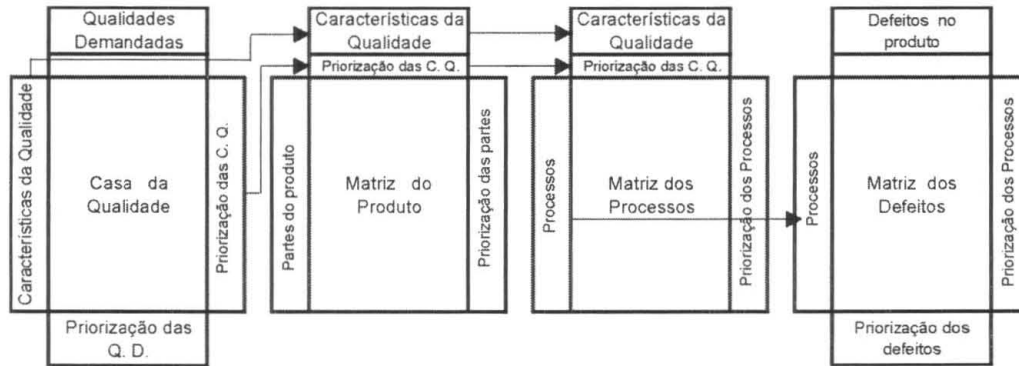 Qualidades
Demandadas
Características da Qualidade
Casa da
Qualidade
Priorização das C. Q.
Priorização das
Q. D.
Características da
Qualidade
Priorização das C. Q.
Partes do produto
Matriz do
Produto
Priorização das partes
Características da
Qualidade
Priorização das C. Q.
Processos
Matriz dos
Processos
Priorização dos Processos
Defeitos no
produto
Processos
Matriz dos
Defeitos
Priorização dos Processos
Priorização dos
defeitos